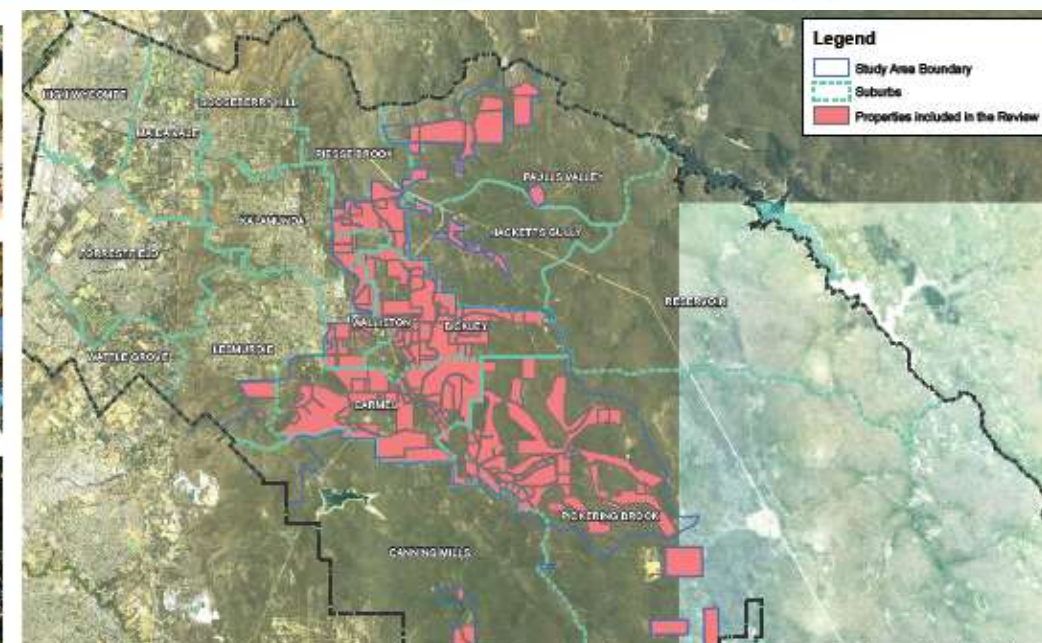 Legend
Study Area Boundary
Suburbs
Properties included in the Review
HIGH WYCOMBE
GOOSEBERRY HILL
MAIDA VALE
PIESSE BROOK
PAULLS VALLEY
KALAMUNDA
HACKETTS GULLY
FORRESTFIELD
RESERVOIR
WALLISTON
BICKLEY
WATTLE GROVE
LESMURDIE
CARMEL
PICKERING BROOK
CANNING MILLS